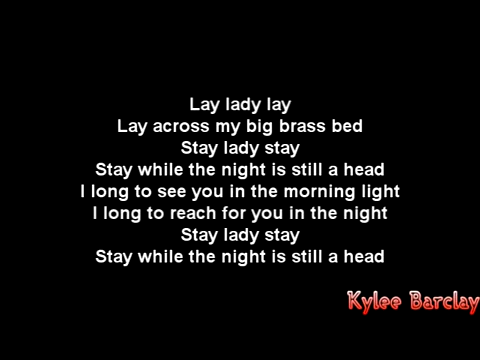 Lay lady lay
Lay across my big brass bed
Stay lady stay
Stay while the night is still a head
I long to see you in the morning light
I long to reach for you in the night
Stay lady stay
Stay while the night is still a head
Kylee Barclay